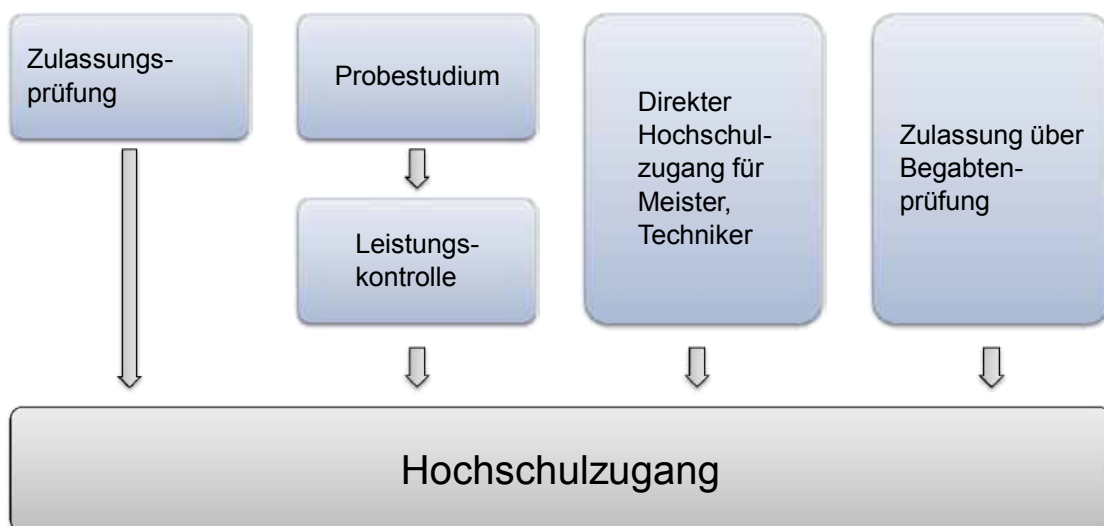 Zulassungs-
prüfung
Probestudium
Leistungs-
kontrolle
Direkter
Hochschul-
zugang für
Meister,
Techniker
Zulassung über
Begabten-
prüfung
Hochschulzugang